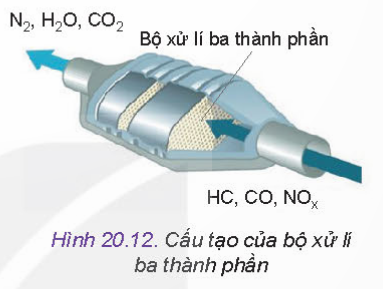 N₂, H₂O, CO₂
Bộ xử lí ba thành phần
HC, CO, NOₓ
Hình 20.12. Cấu tạo của bộ xử lí
ba thành phần